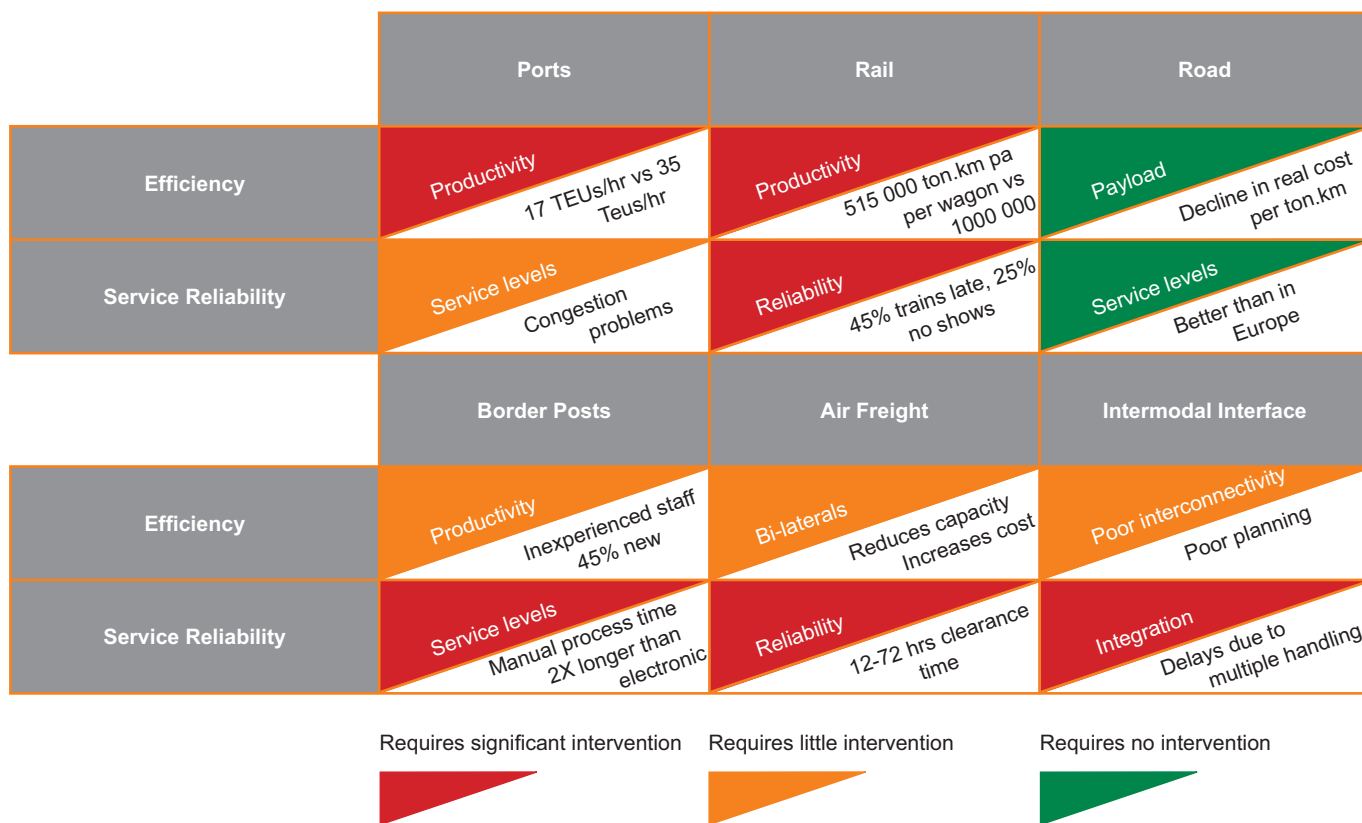 Ports
Rail
Road
Efficiency
Productivity
17 TEUs/hr vs 35
Teus/hr
Productivity
515 000 ton.km pa
per wagon vs
1000 000
Payload
Decline in real cost
per ton.km
Service Reliability
Service levels
Congestion
problems
Reliability
45% trains late, 25%
no shows
Service levels
Better than in
Europe
Border Posts
Air Freight
Intermodal Interface
Efficiency
Productivity
Inexperienced staff
45% new
Bi-laterals
Reduces capacity
Increases cost
Poor interconnectivity
Poor planning
Service Reliability
Service levels
Manual process time
2X longer than
electronic
Reliability
12-72 hrs clearance
time
Integration
Delays due to
multiple handling
Requires significant intervention
Requires little intervention
Requires no intervention